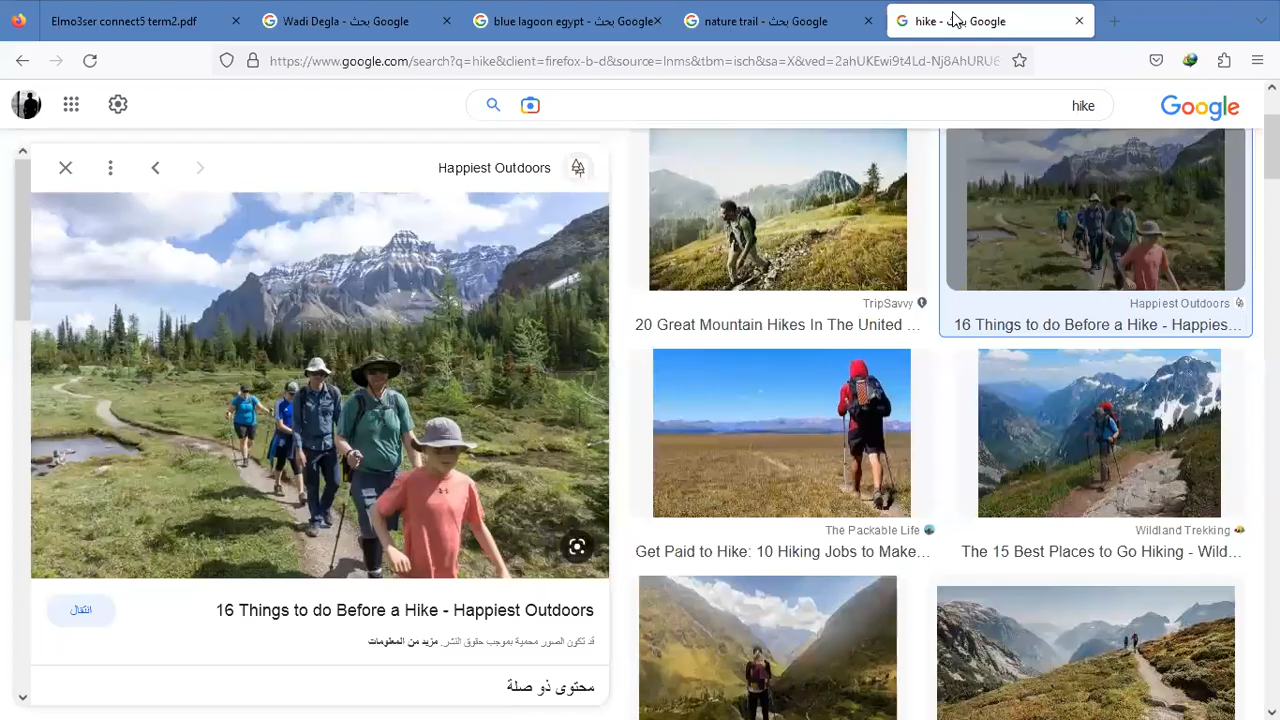 Elmo3ser connect5 term2.pdf
Wadi Degla - بحث Google
blue lagoon egypt - بحث Google
nature trail - بحث Google
hike - بحث Google
https://www.google.com/search?q=hike&client=firefox-b-d&source=lnms&tbm=isch&sa=X&ved=2ahUKEwi9t4Ld-Nj8AhURU
hike
Google
Happiest Outdoors
16 Things to do Before a Hike - Happiest Outdoors
انتقال
قد تكون الصور محمية بموجب حقوق النشر. مزيد من المعلومات
محتوى ذو صلة
TripSavvy
20 Great Mountain Hikes In The United ...
Happiest Outdoors
16 Things to do Before a Hike - Happies...
The Packable Life
Get Paid to Hike: 10 Hiking Jobs to Make...
Wildland Trekking
The 15 Best Places to Go Hiking - Wild...